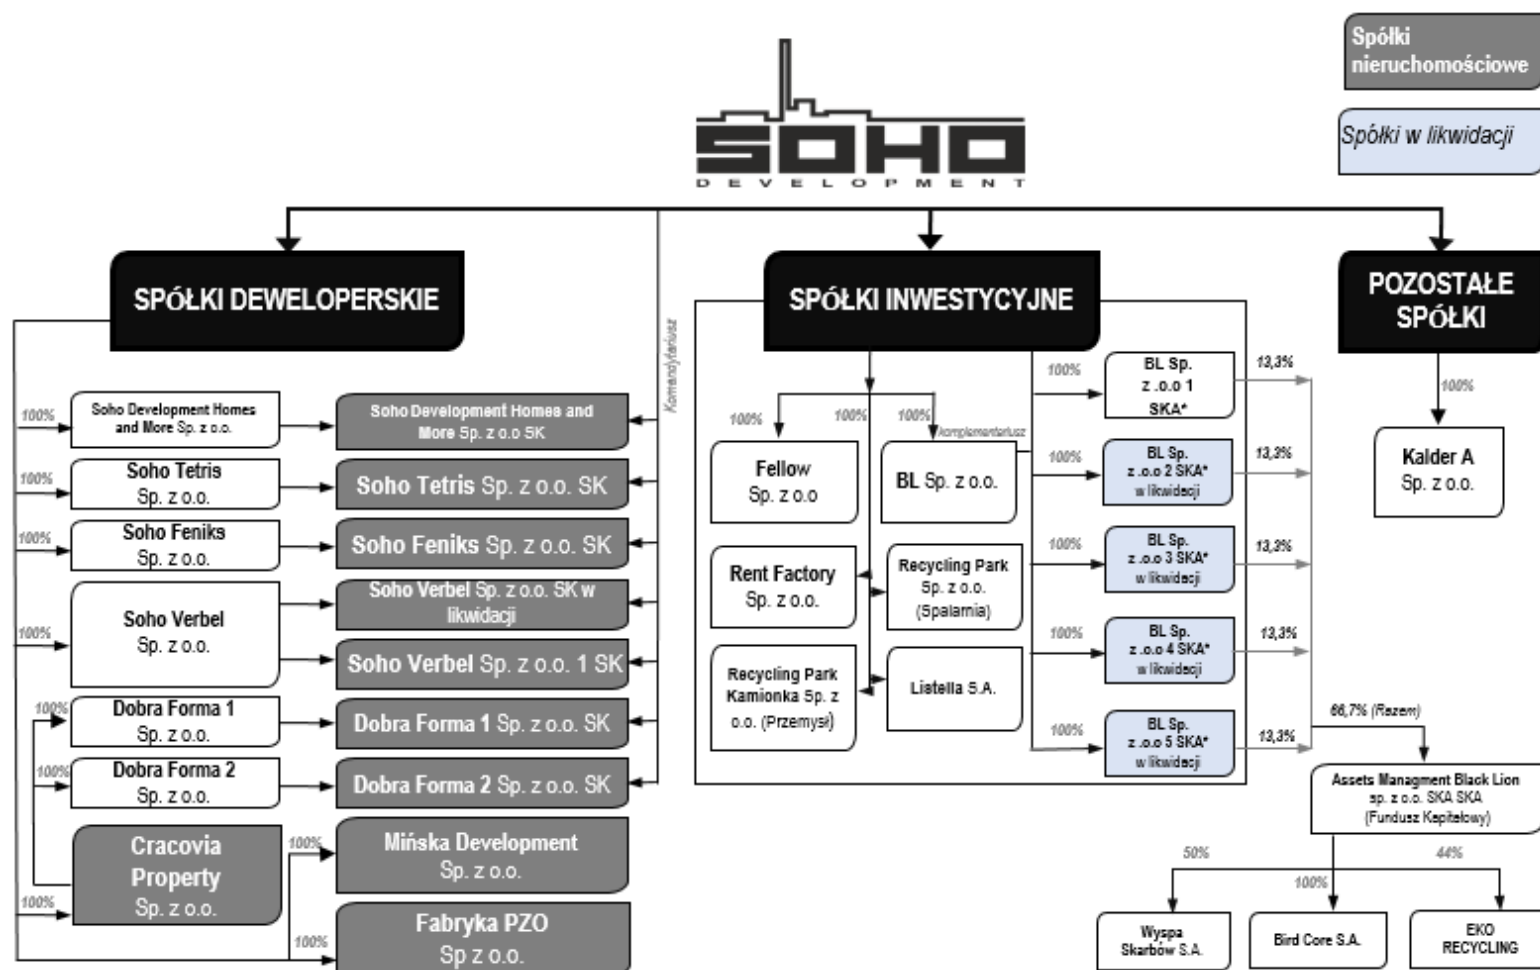 Spółki
nieruchomościowe
Spółki w likwidacji
SOHO
DEVELOPMENT
SPÓŁKI DEWELOPERSKIE
SPÓŁKI INWESTYCYJNE
POZOSTAŁE
SPÓŁKI
Komandytariusz
100%
Soho Development Homes
and More Sp. z o.o.
Soho Development Homes and
More Sp. z o.o SK
100%
Soho Tetris
Sp. z o.o.
Soho Tetris Sp. z o.o. SK
100%
Soho Feniks
Sp. z o.o.
Soho Feniks Sp. z o.o. SK
100%
Soho Verbel
Sp. z o.o.
Soho Verbel Sp. z o.o. SK w
likwidacji
Soho Verbel Sp. z o.o. 1 SK
100%
Dobra Forma 1
Sp. z o.o.
Dobra Forma 1 Sp. z o.o. SK
100%
Dobra Forma 2
Sp. z o.o.
Dobra Forma 2 Sp. z o.o. SK
100%
Cracovia
Property
Sp. z o.o.
100%
Mińska Development
Sp. z o.o.
100%
Fabryka PZO
Sp z o.o.
100%
100%
100%
komplementariusz
Fellow
Sp. z o.o
BL Sp. z o.o.
Rent Factory
Sp. z o.o.
Recycling Park
Sp. z o.o.
(Spalarnia)
Recycling Park
Kamionka Sp. z
o.o. (Przemysł)
Listella S.A.
100%
BL Sp.
z .o.o 1
SKA*
13,3%
100%
BL Sp.
z .o.o 2 SKA*
w likwidacji
13,3%
100%
BL Sp.
z .o.o 3 SKA*
w likwidacji
13,3%
100%
BL Sp.
z .o.o 4 SKA*
w likwidacji
13,3%
100%
BL Sp.
z .o.o 5 SKA*
w likwidacji
13,3%
100%
Kalder A
Sp. z o.o.
66,7% (Razem)
Assets Managment Black Lion
sp. z o.o. SKA SKA
(Fundusz Kapitałowy)
50%
100%
44%
Wyspa
Skarbów S.A.
Bird Core S.A.
EKO
RECYCLING